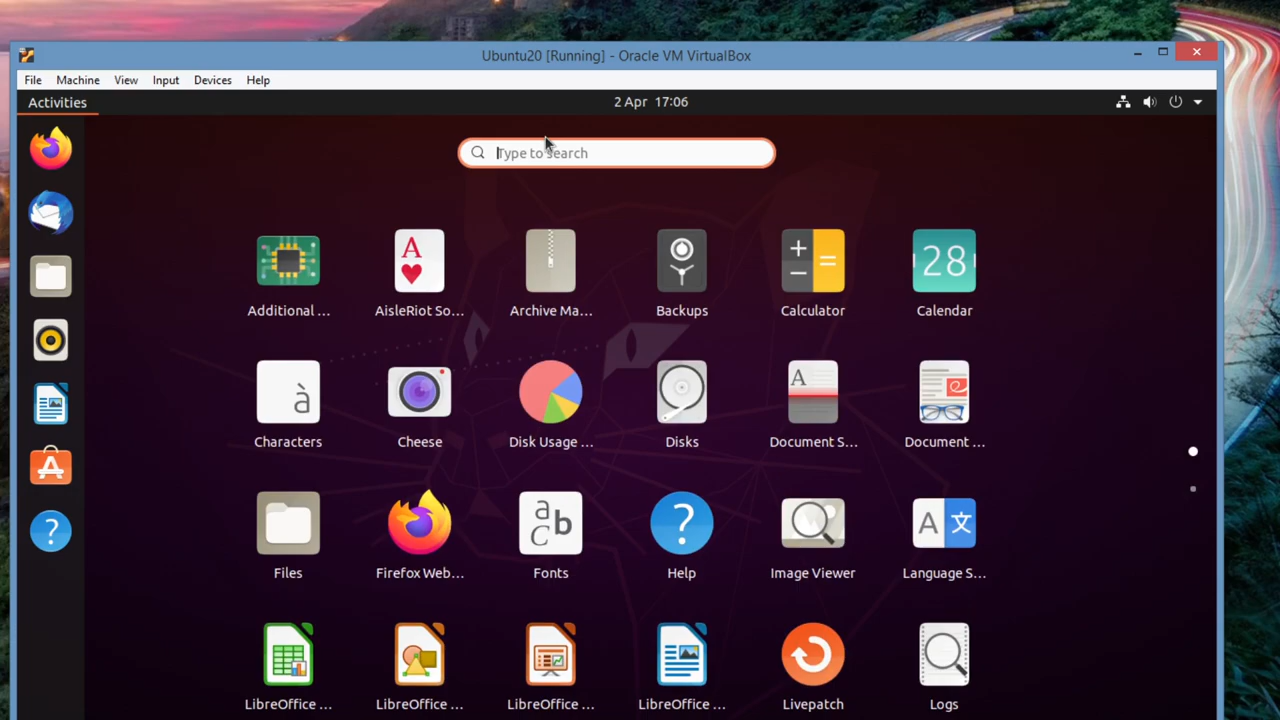 Ubuntu20 [Running] - Oracle VM VirtualBox
File Machine View Input Devices Help
Activities 2 Apr 17:06
Type to search
Additional ... AisleRiot So... Archive Ma... Backups Calculator Calendar
28
Characters Cheese Disk Usage ... Disks Document S... Document ...
Files Firefox Web... Fonts Help Image Viewer Language S...
LibreOffice ... LibreOffice ... LibreOffice ... LibreOffice ... Livepatch Logs